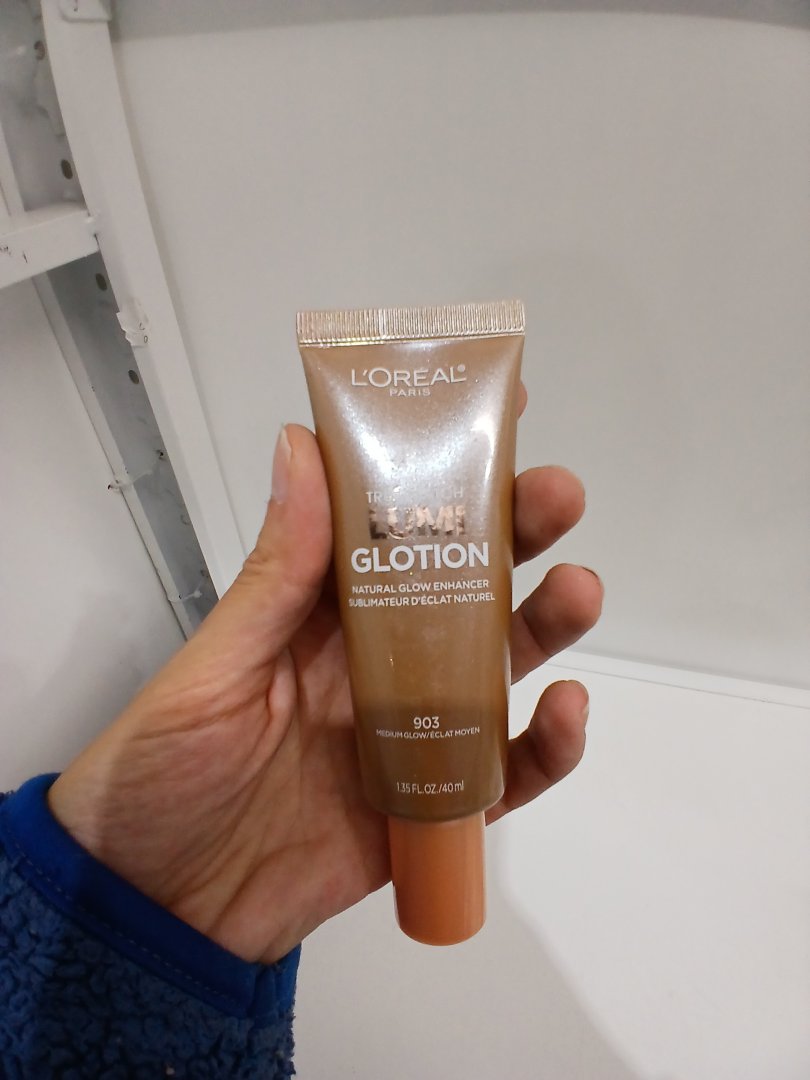 L'ORÉAL®
PARIS
LUMI
GLOTION
NATURAL GLOW ENHANCER
SUBLIMATEUR D'ÉCLAT NATUREL
903
MEDIUM GLOW/ÉCLAT MOYEN
1.35 FL.OZ./40 ml